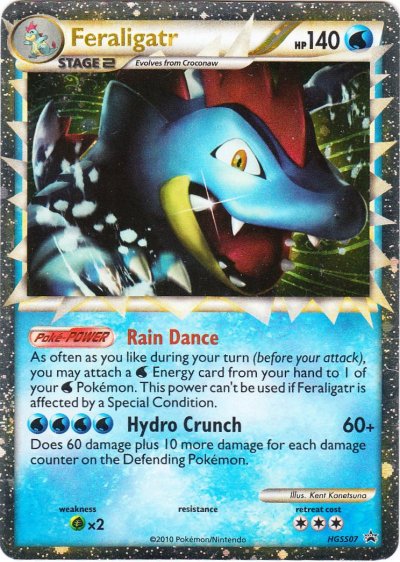 Feraligatr HP140
STAGE 2 Evolves from Croconaw
Poké-POWER Rain Dance
As often as you like during your turn (before your attack),
you may attach a Energy card from your hand to 1 of
your Pokémon. This power can't be used if Feraligatr is
affected by a Special Condition.
Hydro Crunch 60+
Does 60 damage plus 10 more damage for each damage
counter on the Defending Pokémon.
Illus. Kent Kanetsuna
weakness resistance retreat cost
×2
©2010 Pokémon/Nintendo HGSS07